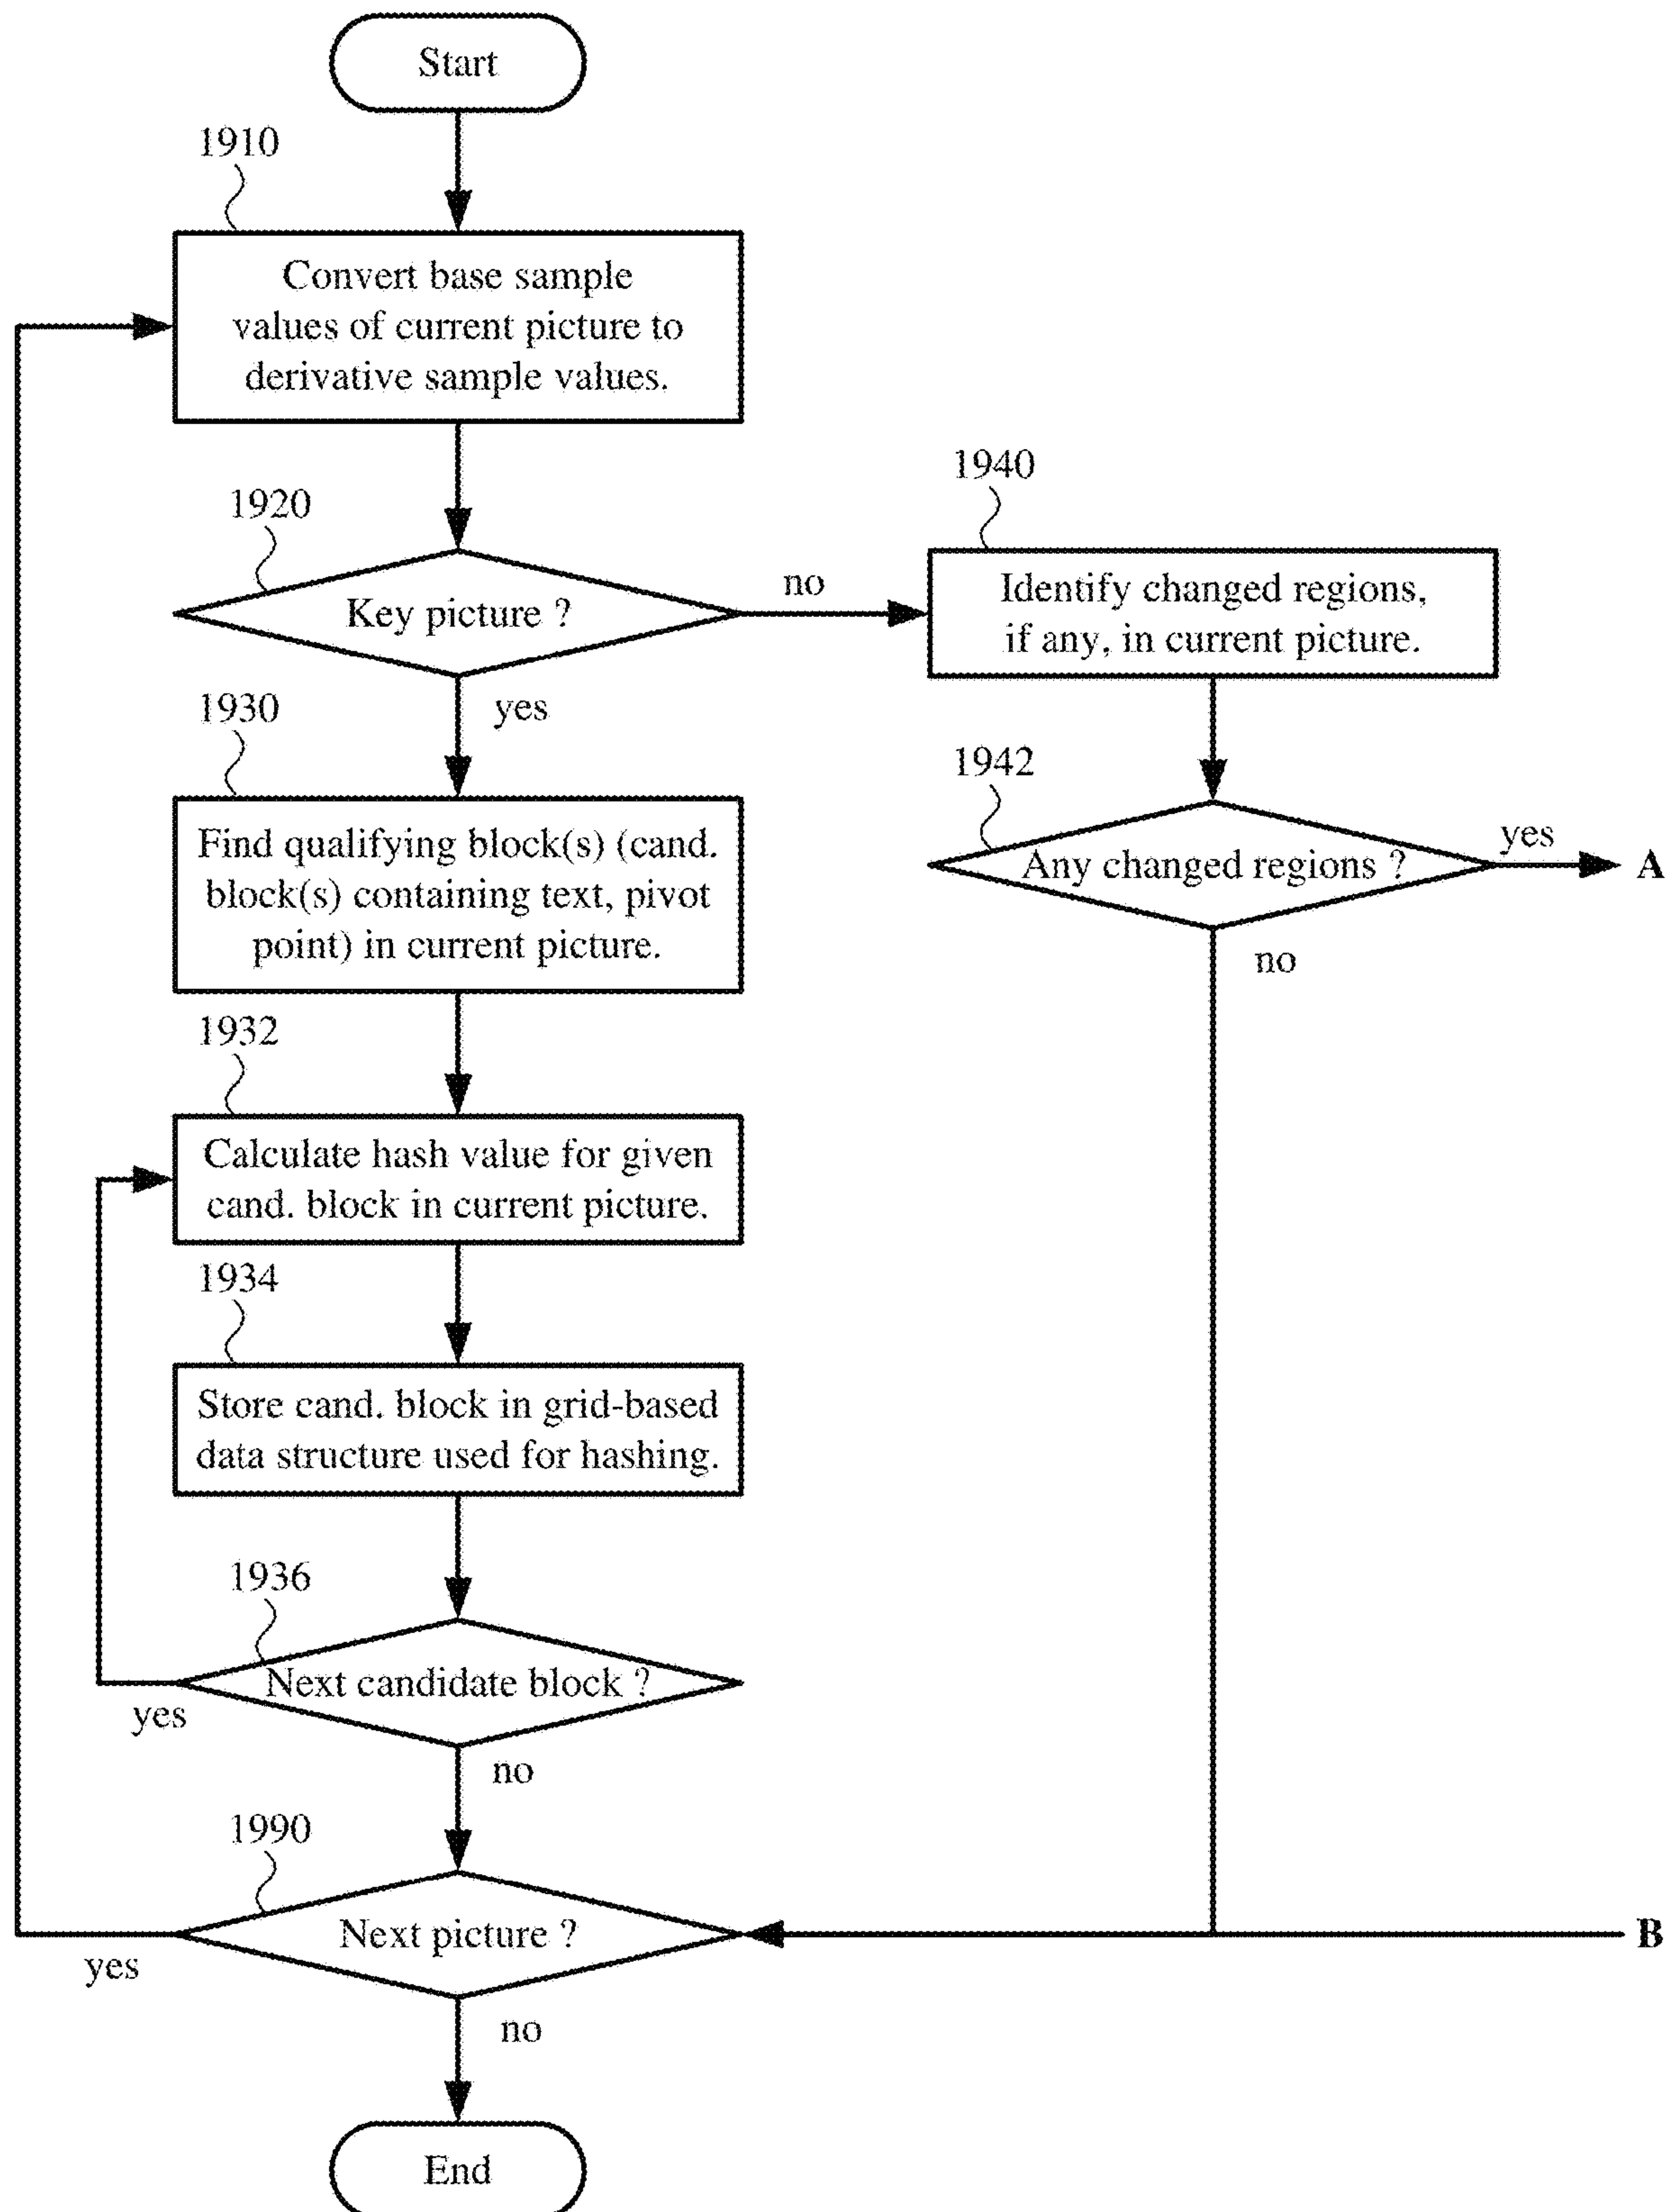 Start
1910
Convert base sample
values of current picture to
derivative sample values.
1920
Key picture ?
no
yes
1940
Identify changed regions,
if any, in current picture.
1942
Any changed regions ?
yes
A
no
1930
Find qualifying block(s) (cand.
block(s) containing text, pivot
point) in current picture.
1932
Calculate hash value for given
cand. block in current picture.
1934
Store cand. block in grid-based
data structure used for hashing.
1936
Next candidate block ?
yes
no
1990
Next picture ?
B
yes
no
End